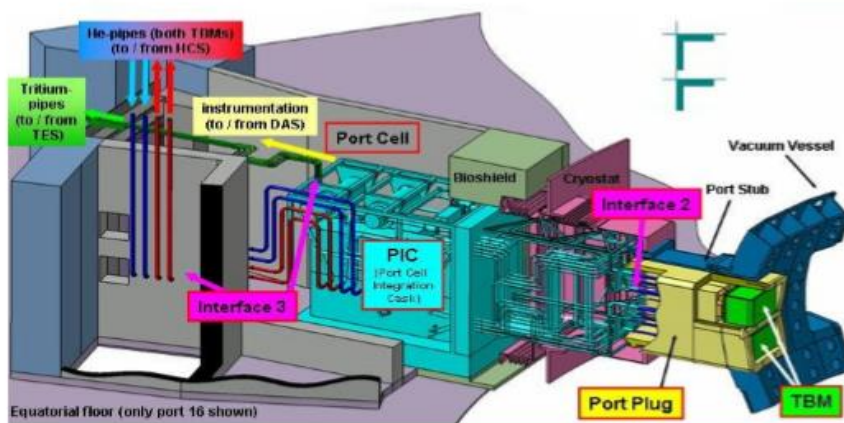 He-pipes (both TBMs)
(to / from HCS)
Tritium-
pipes
(to / from
TES)
instrumentation
(to / from DAS)
Port Cell
Bioshield
Cryostat
Vacuum Vessel
Port Stub
Interface 2
PIC
(Port Cell
Integration
Cask)
Interface 3
Port Plug
TBM
Equatorial floor (only port 16 shown)